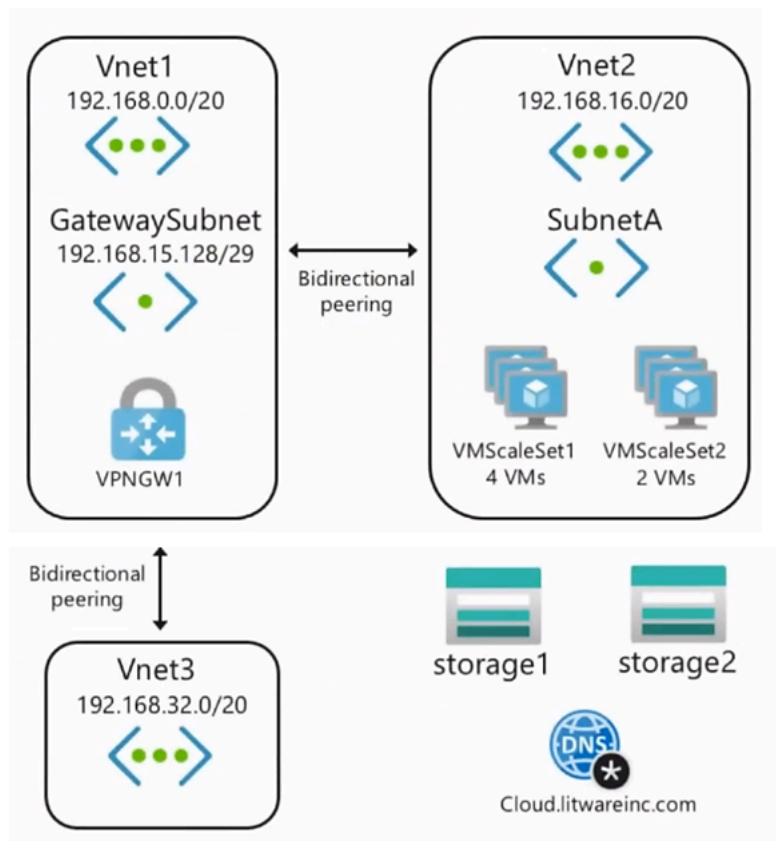 Vnet1
192.168.0.0/20
GatewaySubnet
192.168.15.128/29
VPNGW1
Bidirectional
peering
Vnet2
192.168.16.0/20
SubnetA
VMScaleSet1
4 VMs
VMScaleSet2
2 VMs
Bidirectional
peering
Vnet3
192.168.32.0/20
storage1
storage2
DNS
*
Cloud.litwareinc.com